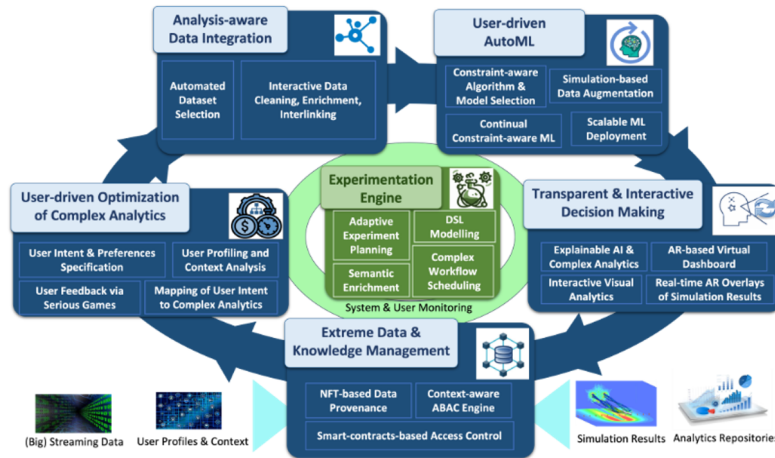 Analysis-aware
Data Integration
Automated
Dataset
Selection
Interactive Data
Cleaning, Enrichment,
Interlinking
User-driven
AutoML
Constraint-aware
Algorithm &
Model Selection
Simulation-based
Data Augmentation
Continual
Constraint-aware ML
Scalable ML
Deployment
User-driven Optimization
of Complex Analytics
User Intent & Preferences
Specification
User Profiling and
Context Analysis
User Feedback via
Serious Games
Mapping of User Intent
to Complex Analytics
Experimentation
Engine
Adaptive
Experiment
Planning
DSL
Modelling
Semantic
Enrichment
Complex
Workflow
Scheduling
System & User Monitoring
Transparent & Interactive
Decision Making
Explainable AI &
Complex Analytics
AR-based Virtual
Dashboard
Interactive Visual
Analytics
Real-time AR Overlays
of Simulation Results
Extreme Data &
Knowledge Management
NFT-based Data
Provenance
Context-aware
ABAC Engine
Smart-contracts-based Access Control
(Big) Streaming Data
User Profiles & Context
Simulation Results
Analytics Repositories